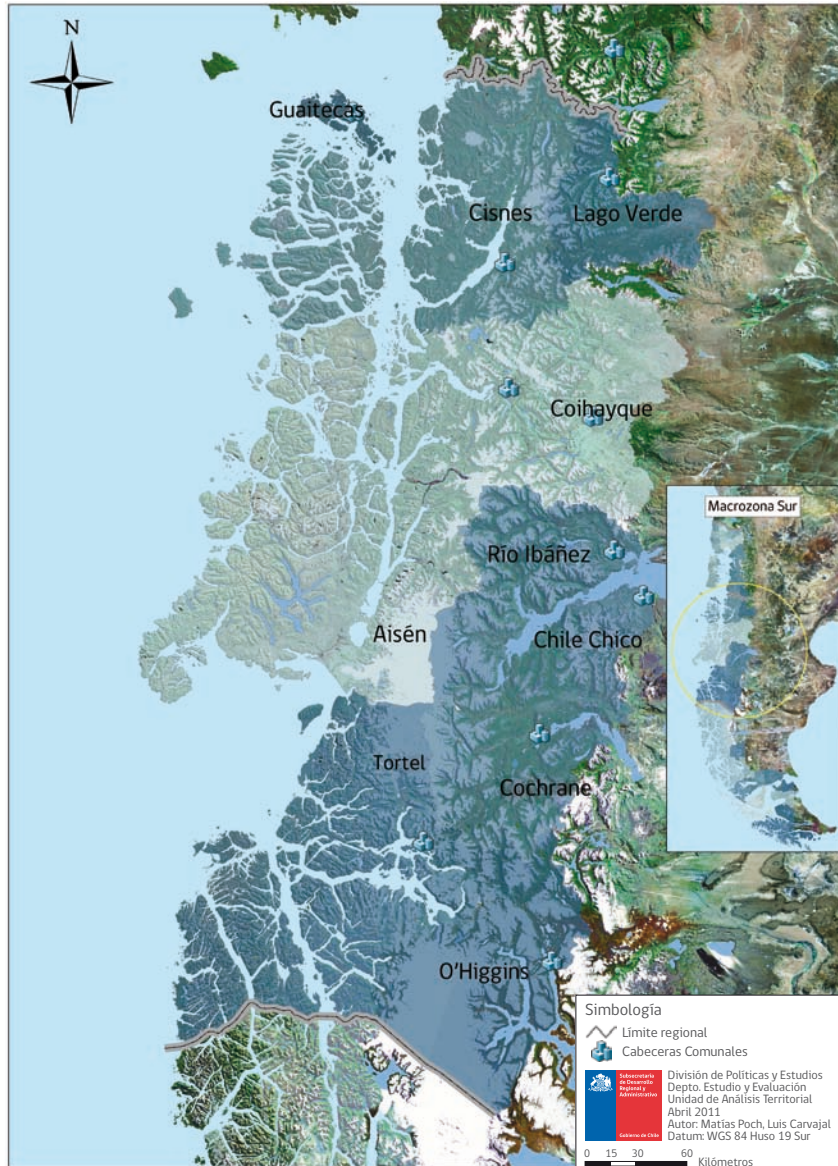 N
Guaitecas
Cisnes
Lago Verde
Coihayque
Macrozona Sur
Río Ibáñez
Aisén
Chile Chico
Tortel
Cochrane
O'Higgins
Simbología
Límite regional
Cabeceras Comunales
Subsecretaría
de Desarrollo
Regional y
Administrativo
Gobierno de Chile
División de Políticas y Estudios
Depto. Estudio y Evaluación
Unidad de Análisis Territorial
Abril 2011
Autor: Matías Poch, Luis Carvajal
Datum: WGS 84 Huso 19 Sur
0 15 30 60
Kilómetros